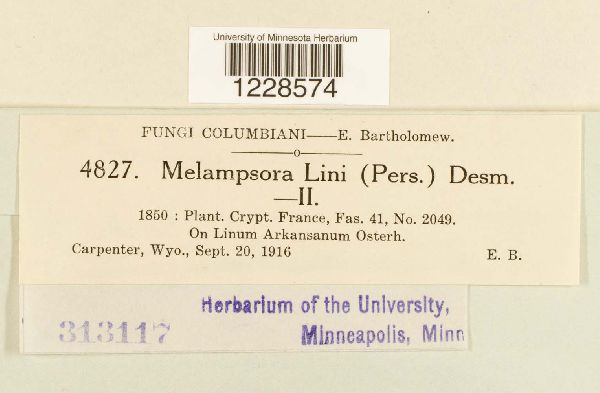 University of Minnesota Herbarium
1228574
FUNGI COLUMBIANI——E. Bartholomew.
4827. Melampsora Lini (Pers.) Desm.
—II.
1850 : Plant. Crypt. France, Fas. 41, No. 2049.
On Linum Arkansanum Osterh.
Carpenter, Wyo., Sept. 20, 1916 E. B.
Herbarium of the University,
313117 Minneapolis, Minn